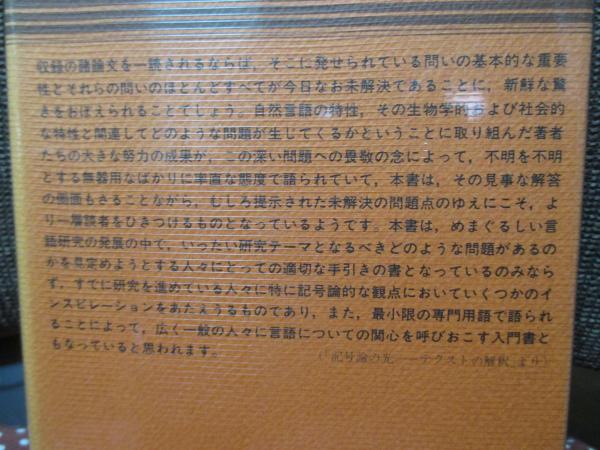 収録の諸論文を一読されるならば，そこに発せられている問いの基本的な重要
性とそれらの問いのほとんどすべてが今日なお未解決であることに，新鮮な驚
きをおぼえられることでしょう。自然言語の特性，その生物学的および社会的
な特性と関連してどのような問題が生じてくるかということに取り組んだ著者
たちの大きな努力の成果が，この深い問題への畏敬の念によって，不明を不明
とする無器用なばかりに率直な態度で語られていて，本書は，その見事な解答
の側面もさることながら，むしろ提示された未解決の問題点のゆえにこそ，よ
り一層読者をひきつけるものとなっているようです。本書は，めまぐるしい言
語研究の発展の中で，いったい研究テーマとなるべきどのような問題があるの
かを見定めようとする人々にとっての適切な手引きの書となっているのみなら
ず，すでに研究を進めている人々に特に記号論的な観点においていくつかのイ
ンスピレーションをあたえうるものであり，また，最小限の専門用語で語られ
ることによって，広く一般の人々に言語についての関心を呼びおこす入門書と
もなっていると思われます。
（「記号論の光——テクストの解釈」より）